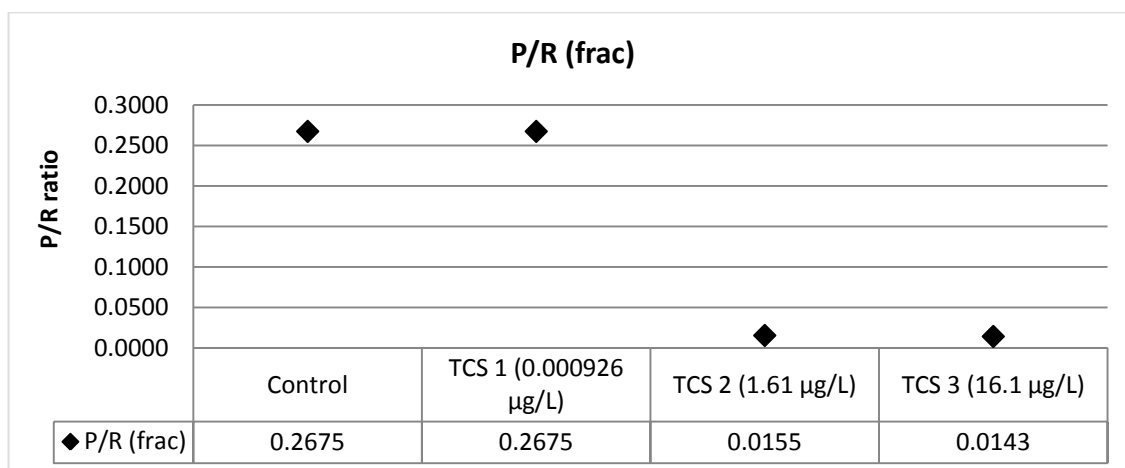 P/R (frac)
P/R ratio
0.3000
0.2500
0.2000
0.1500
0.1000
0.0500
0.0000
Control
TCS 1 (0.000926
µg/L)
TCS 2 (1.61 µg/L)
TCS 3 (16.1 µg/L)
P/R (frac)
0.2675
0.2675
0.0155
0.0143